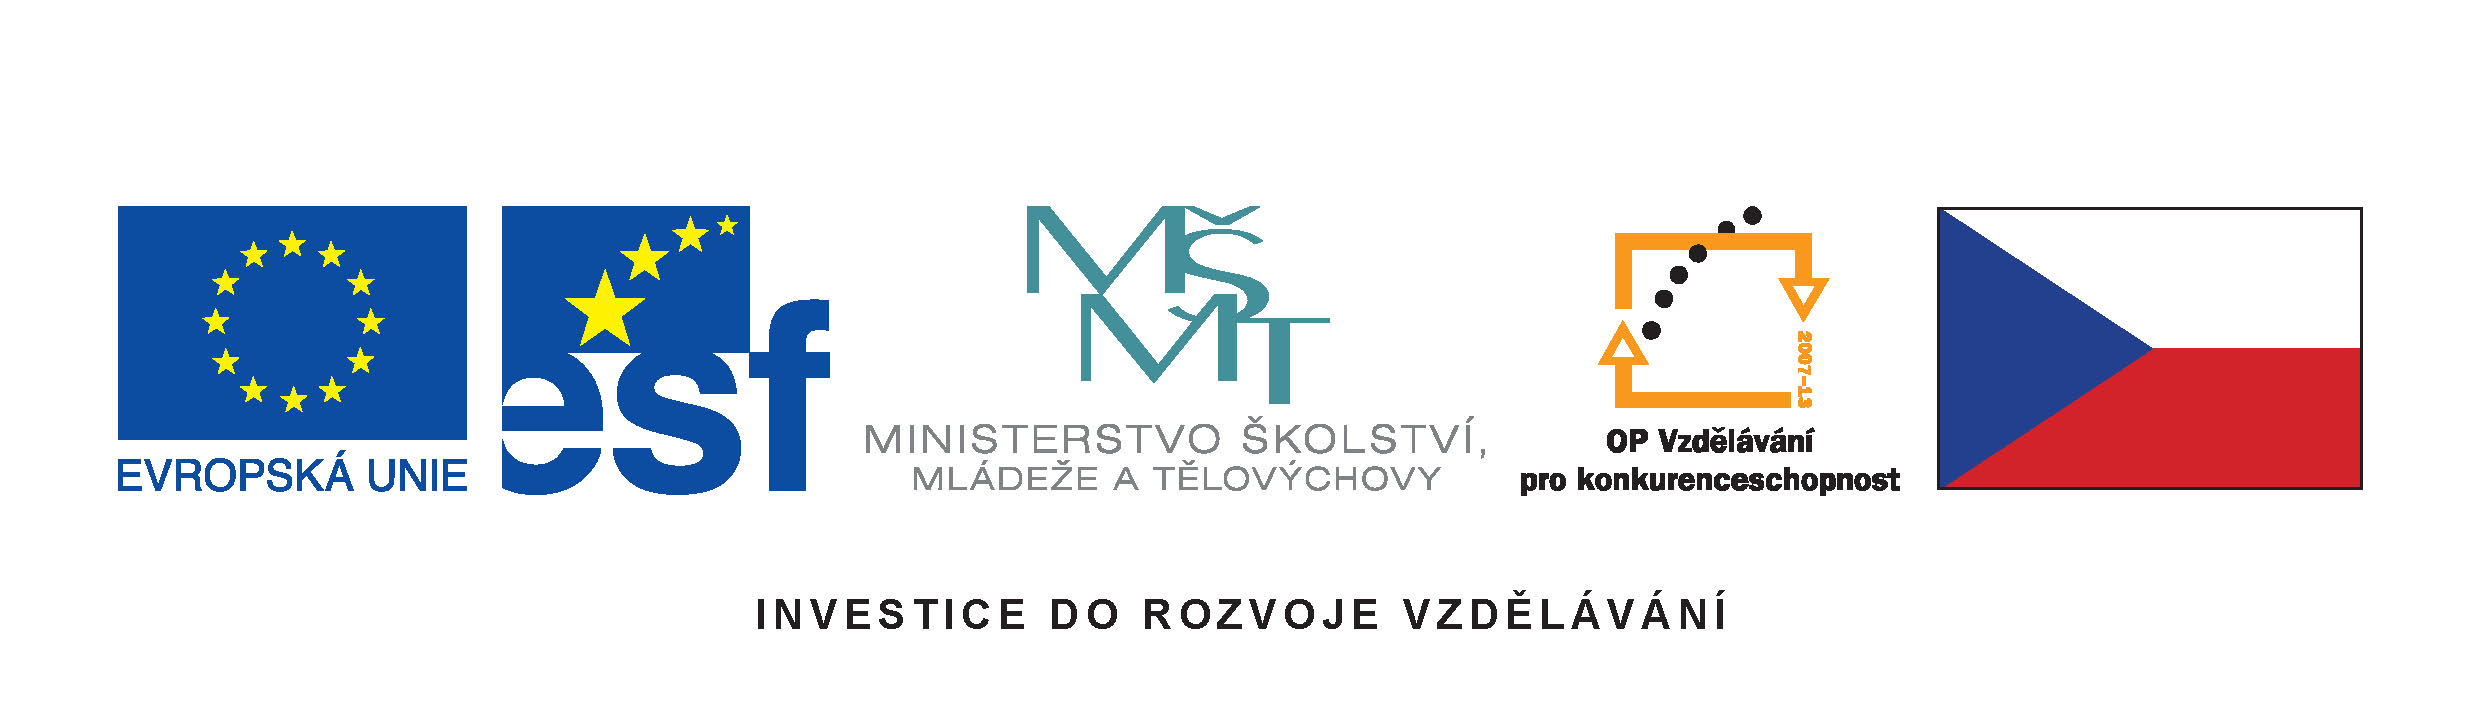 EVROPSKÁ UNIE
esf
MŠMT
MINISTERSTVO ŠKOLSTVÍ,
MLÁDEŽE A TĚLOVÝCHOVY
2007-13
OP Vzdělávání
pro konkurenceschopnost
INVESTICE DO ROZVOJE VZDĚLÁVÁNÍ